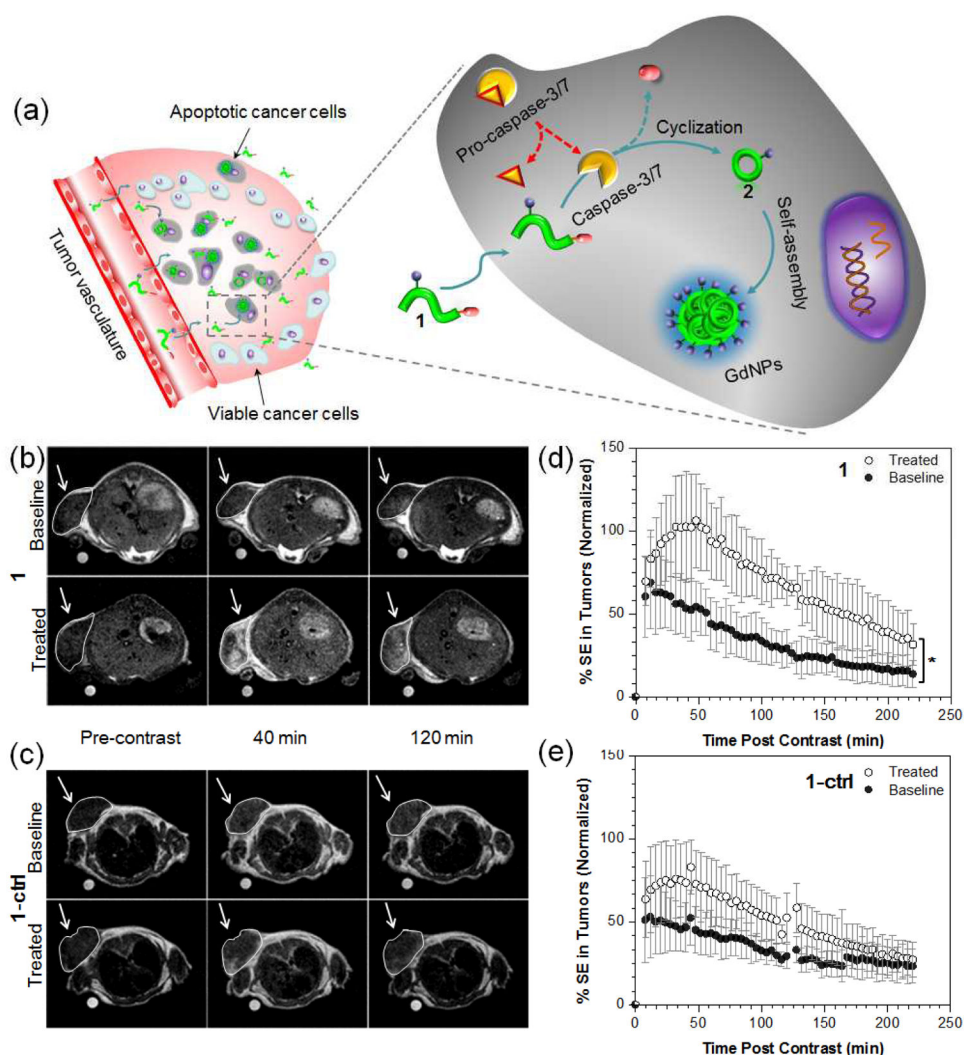 (a)
Apoptotic cancer cells
Tumor vasculature
Viable cancer cells
Pro-caspase-3/7
Caspase-3/7
Cyclization
1
2
Self-assembly
GdNPs
(b)
1
Baseline
Treated
Pre-contrast
40 min
120 min
(c)
1-ctrl
Baseline
Treated
(d)
1
Treated
Baseline
% SE in Tumors (Normalized)
150
100
50
0
*
0
50
100
150
200
250
Time Post Contrast (min)
(e)
1-ctrl
Treated
Baseline
% SE in Tumors (Normalized)
150
100
50
0
0
50
100
150
200
250
Time Post Contrast (min)